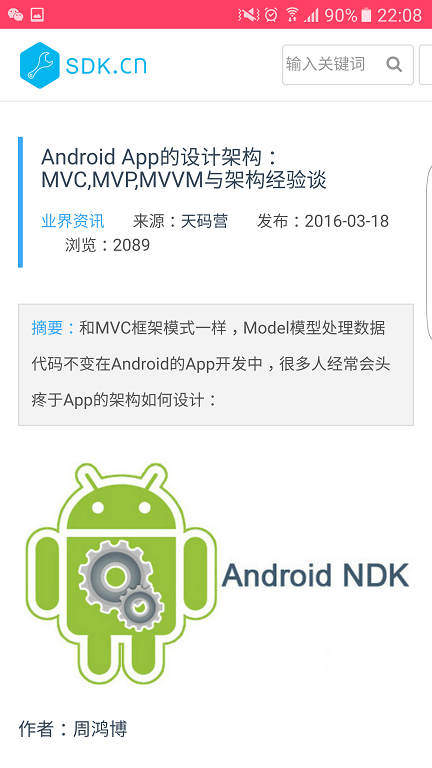 90% 22:08
SDK.CN
输入关键词
Android App的设计架构：
MVC,MVP,MVVM与架构经验谈
业界资讯 来源：天码营 发布：2016-03-18
浏览：2089
摘要：和MVC框架模式一样，Model模型处理数据
代码不变在Android的App开发中，很多人经常会头
疼于App的架构如何设计：
Android NDK
作者：周鸿博